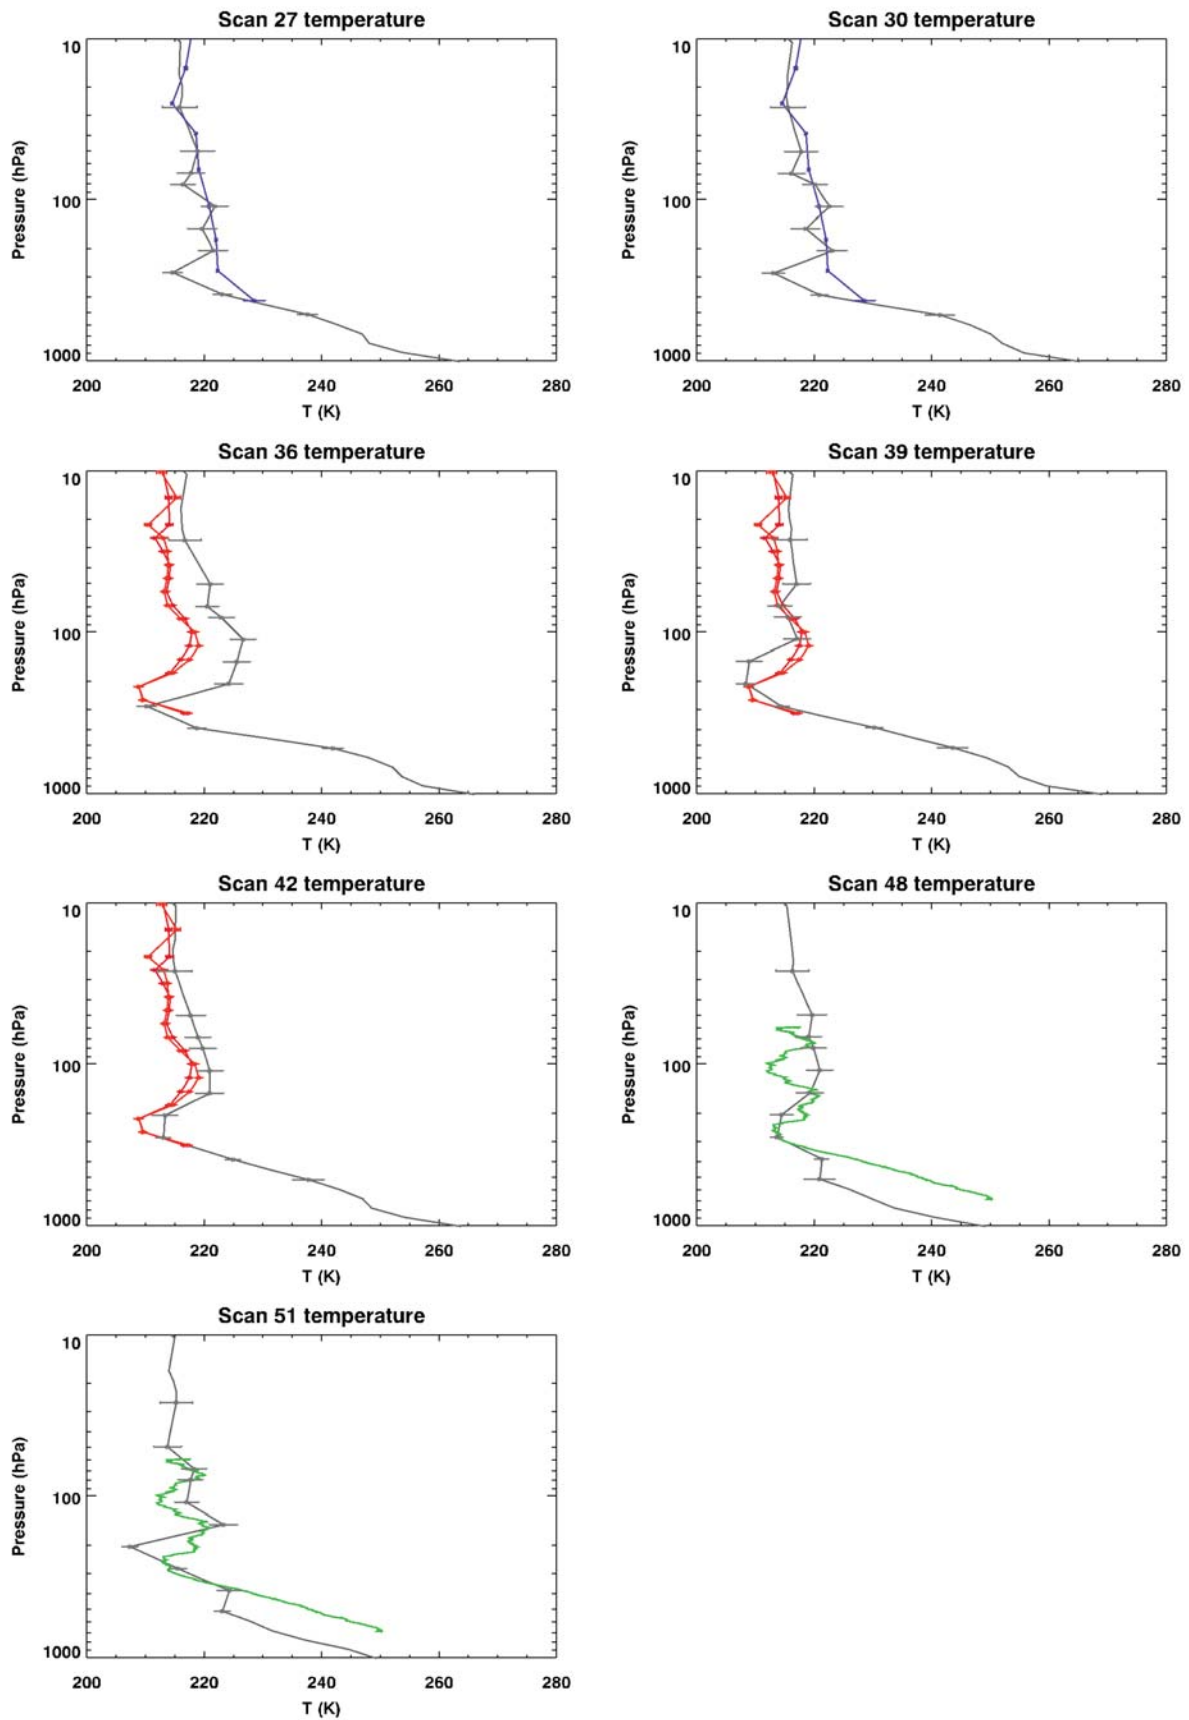 Scan 27 temperature
10
100
1000
Pressure (hPa)
200 220 240 260 280
T (K)
Scan 30 temperature
10
100
1000
Pressure (hPa)
200 220 240 260 280
T (K)
Scan 36 temperature
10
100
1000
Pressure (hPa)
200 220 240 260 280
T (K)
Scan 39 temperature
10
100
1000
Pressure (hPa)
200 220 240 260 280
T (K)
Scan 42 temperature
10
100
1000
Pressure (hPa)
200 220 240 260 280
T (K)
Scan 48 temperature
10
100
1000
Pressure (hPa)
200 220 240 260 280
T (K)
Scan 51 temperature
10
100
1000
Pressure (hPa)
200 220 240 260 280
T (K)